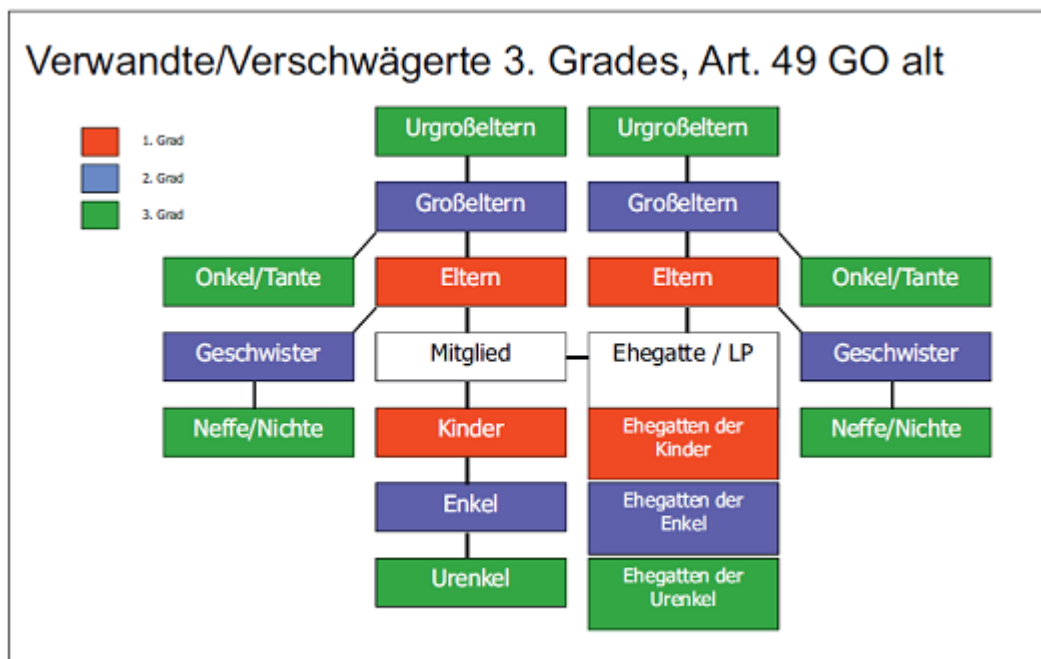 Verwandte/Verschwägerte 3. Grades, Art. 49 GO alt
1. Grad
2. Grad
3. Grad
Urgroßeltern
Urgroßeltern
Großeltern
Großeltern
Onkel/Tante
Eltern
Eltern
Onkel/Tante
Geschwister
Mitglied
Ehegatte / LP
Geschwister
Neffe/Nichte
Kinder
Ehegatten der
Kinder
Neffe/Nichte
Enkel
Ehegatten der
Enkel
Urenkel
Ehegatten der
Urenkel